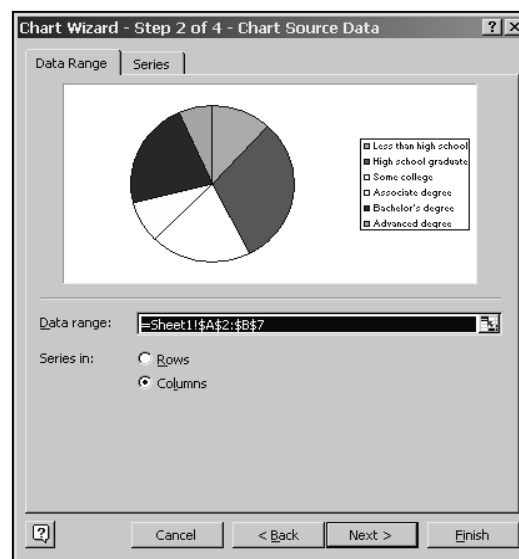 Chart Wizard - Step 2 of 4 - Chart Source Data
Data Range
Series
Less than high school
High school graduate
Some college
Associate degree
Bachelor's degree
Advanced degree
Data range:
=Sheet1!$A$2:$B$7
Series in:
Rows
Columns
Cancel
< Back
Next >
Finish